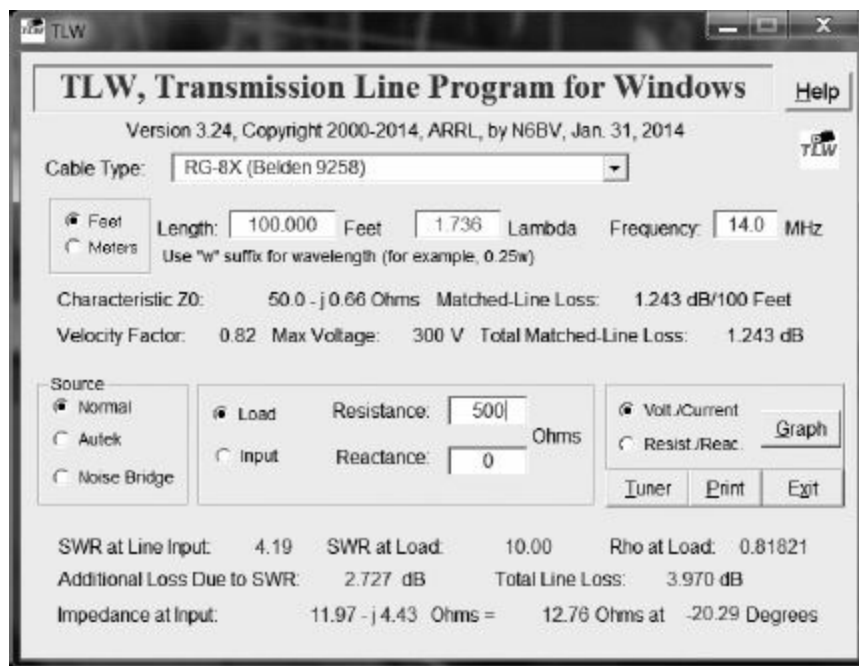 TLW
TLW, Transmission Line Program for Windows
Help
Version 3.24, Copyright 2000-2014, ARRL, by N6BV, Jan. 31, 2014
TLW
Cable Type: RG-8X (Belden 9258)
Feet
Meters
Length: 100.000 Feet 1.736 Lambda Frequency: 14.0 MHz
Use "w" suffix for wavelength (for example, 0.25w)
Characteristic Z0: 50.0 - j 0.66 Ohms Matched-Line Loss: 1.243 dB/100 Feet
Velocity Factor: 0.82 Max Voltage: 300 V Total Matched-Line Loss: 1.243 dB
Source
Normal
Autek
Noise Bridge
Load
Input
Resistance: 500
Reactance: 0
Ohms
Volt./Current
Resist./Reac.
Graph
Tuner Print Exit
SWR at Line Input: 4.19 SWR at Load: 10.00 Rho at Load: 0.81821
Additional Loss Due to SWR: 2.727 dB Total Line Loss: 3.970 dB
Impedance at Input: 11.97 - j 4.43 Ohms = 12.76 Ohms at -20.29 Degrees